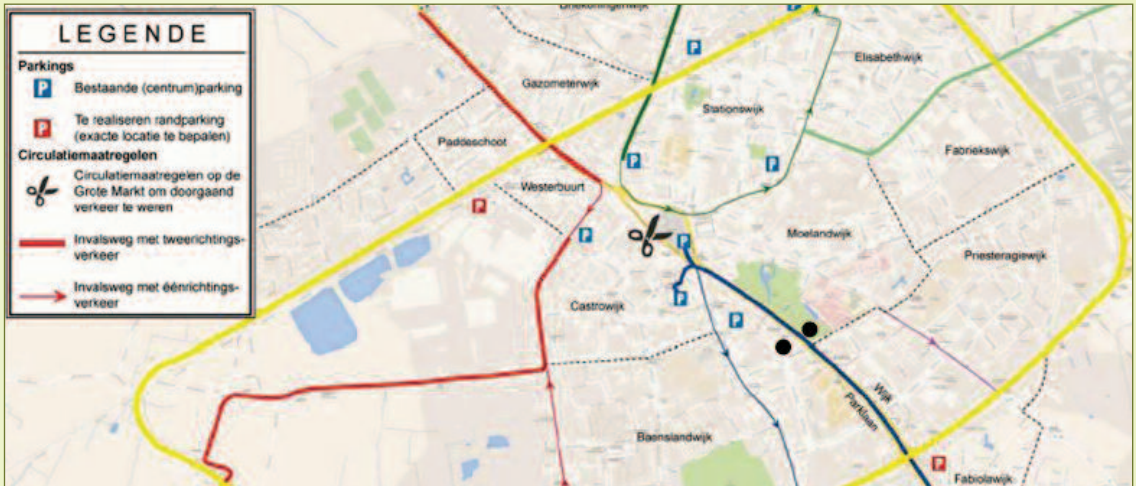 LEGENDE
Parkings
P Bestaande (centrum)parking
P Te realiseren randparking
(exacte locatie te bepalen)
Circulatiemaatregelen
Circulatiemaatregelen op de
Grote Markt om doorgaand
verkeer te weren
Invalsweg met tweerichtings-
verkeer
Invalsweg met éénrichtings-
verkeer
Driekoningenwijk
P
P
Elisabethwijk
Gazometerwijk
Stationswijk
Paddeschoot
Fabriekswijk
P
P
Westerbuurt
P
P
P
Moelandwijk
Priesteragiewijk
P
Castrowijk
P
Wijk
Parklaan
Baenslandwijk
P
Fabiolawijk